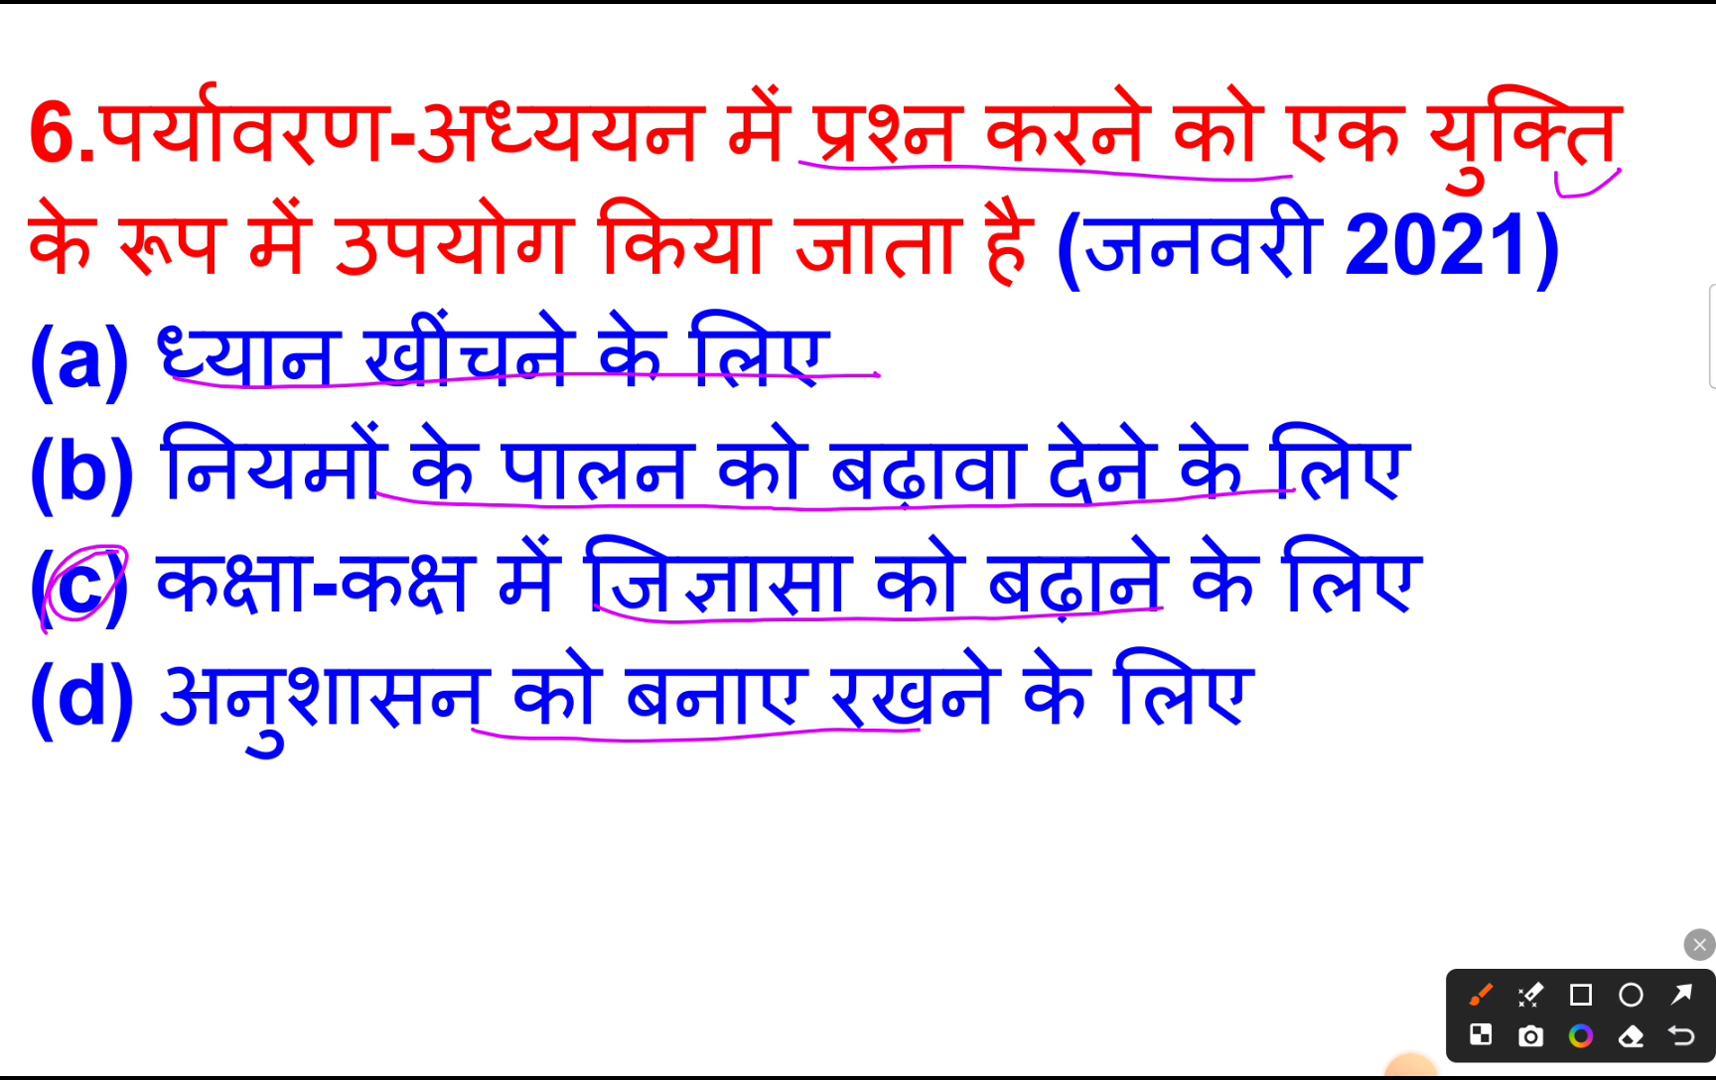 6.पर्यावरण-अध्ययन में प्रश्न करने को एक युक्ति
के रूप में उपयोग किया जाता है (जनवरी 2021)
(a) ध्यान खींचने के लिए
(b) नियमों के पालन को बढ़ावा देने के लिए
(c) कक्षा-कक्ष में जिज्ञासा को बढ़ाने के लिए
(d) अनुशासन को बनाए रखने के लिए